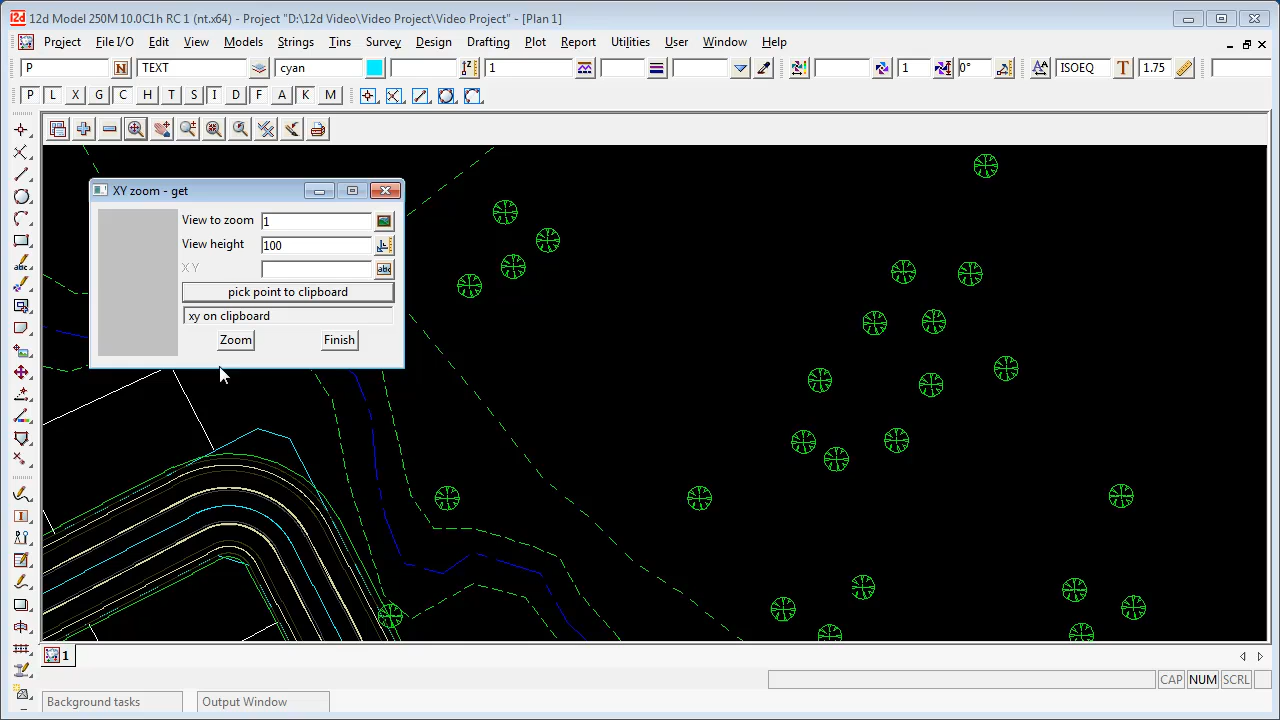 12d Model 250M 10.0C1h RC 2 (nt.x64) - Project "D:\12d Video\Video Project\Video Project" - [Plan 1]
Project File I/O Edit View Models Strings Tins Survey Design Drafting Plot Report Utilities User Window Help
P N TEXT cyan 1 1 0° ISOEQ T 1.75
P L X G C H T S I D F A K M
XY zoom - get
View to zoom 1
View height 100
X Y abc
pick point to clipboard
xy on clipboard
Zoom Finish
abc
1
CAP NUM SCRL
Background tasks Output Window